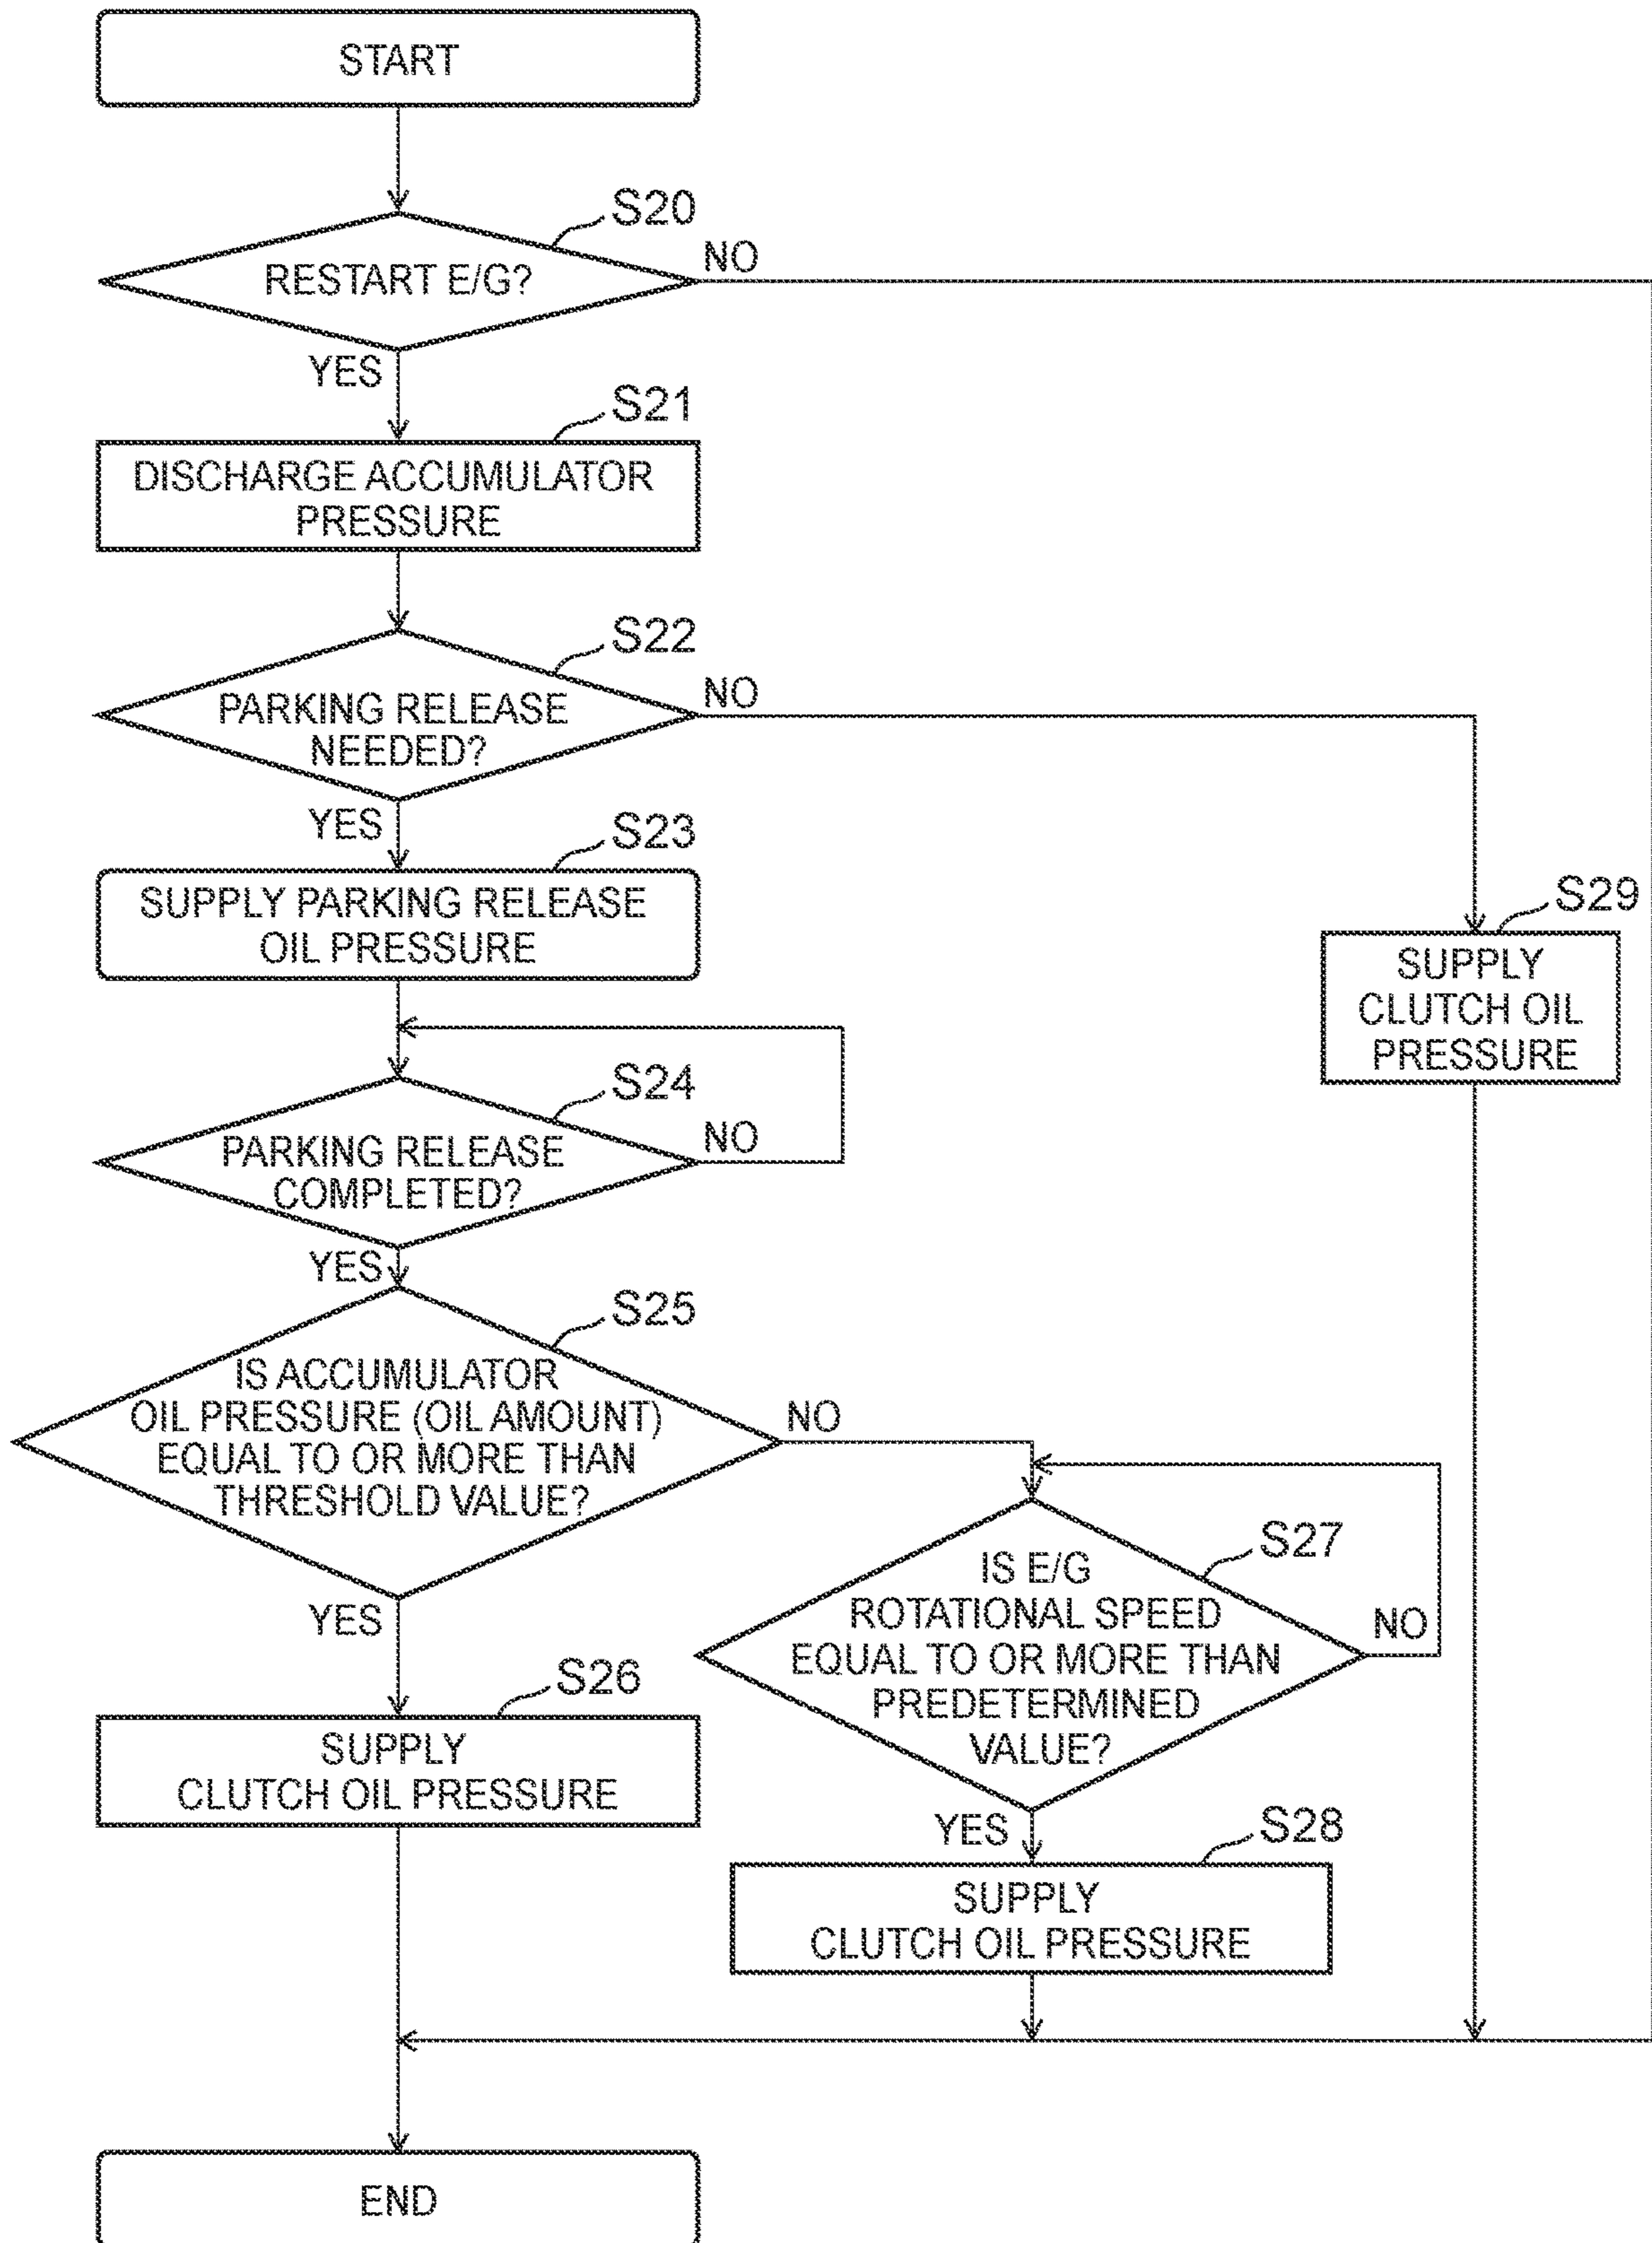 START
S20
RESTART E/G?
NO
YES
S21
DISCHARGE ACCUMULATOR
PRESSURE
S22
PARKING RELEASE
NEEDED?
NO
YES
S23
SUPPLY PARKING RELEASE
OIL PRESSURE
S29
SUPPLY
CLUTCH OIL
PRESSURE
S24
PARKING RELEASE
COMPLETED?
NO
YES
S25
IS ACCUMULATOR
OIL PRESSURE (OIL AMOUNT)
EQUAL TO OR MORE THAN
THRESHOLD VALUE?
NO
YES
S27
IS E/G
ROTATIONAL SPEED
EQUAL TO OR MORE THAN
PREDETERMINED
VALUE?
NO
YES
S26
SUPPLY
CLUTCH OIL PRESSURE
S28
SUPPLY
CLUTCH OIL PRESSURE
END